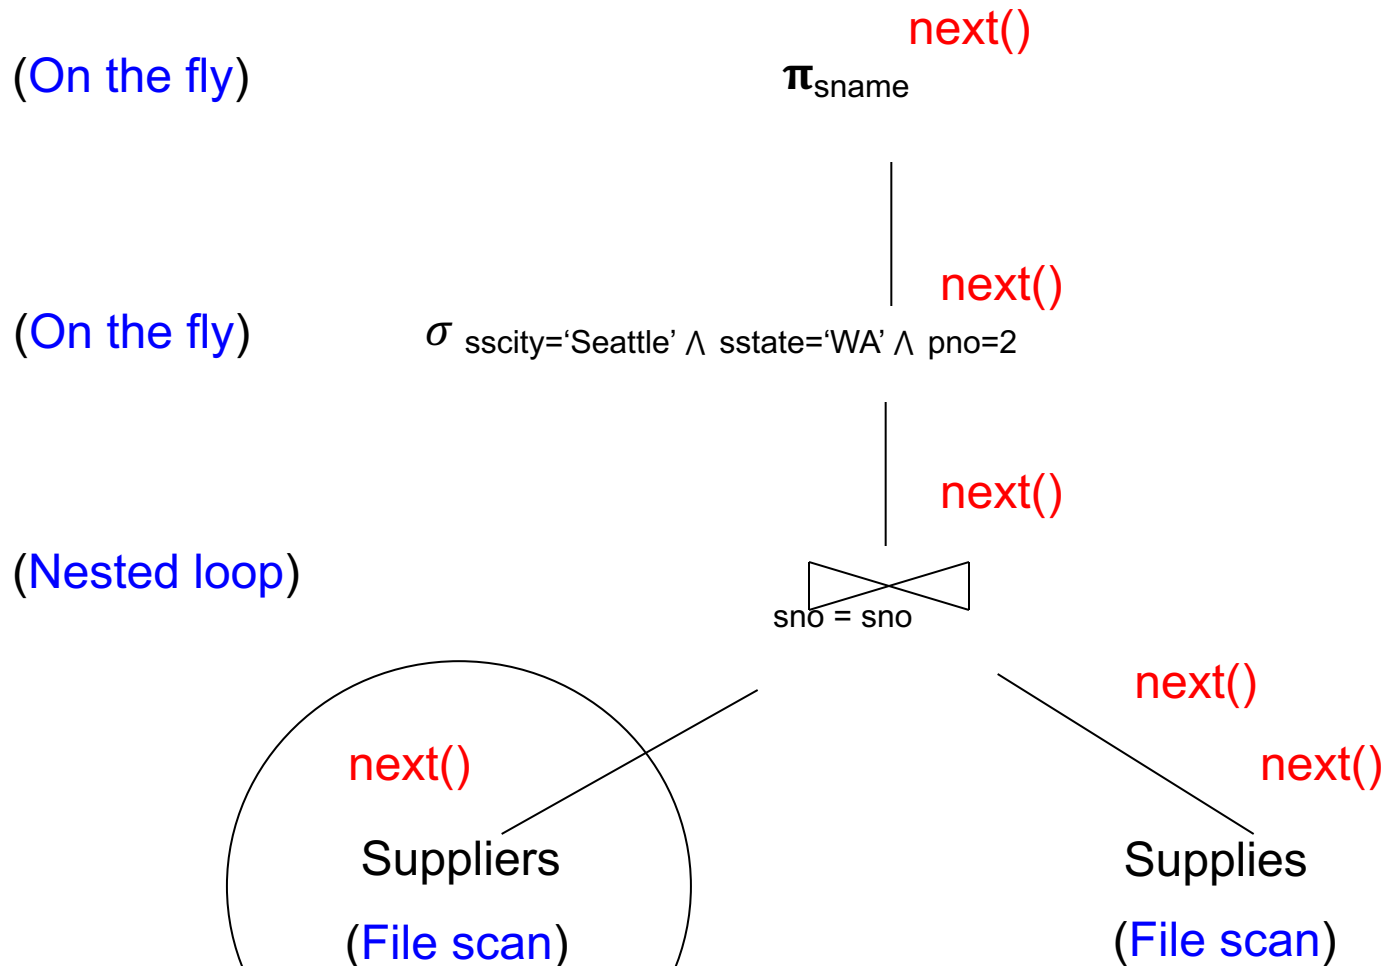 next()
(On the fly) πsname
next()
(On the fly) σ sscity=‘Seattle’ ∧ sstate=‘WA’ ∧ pno=2
next()
(Nested loop)
sno = sno
next()
next() next()
Suppliers Supplies
(File scan) (File scan)